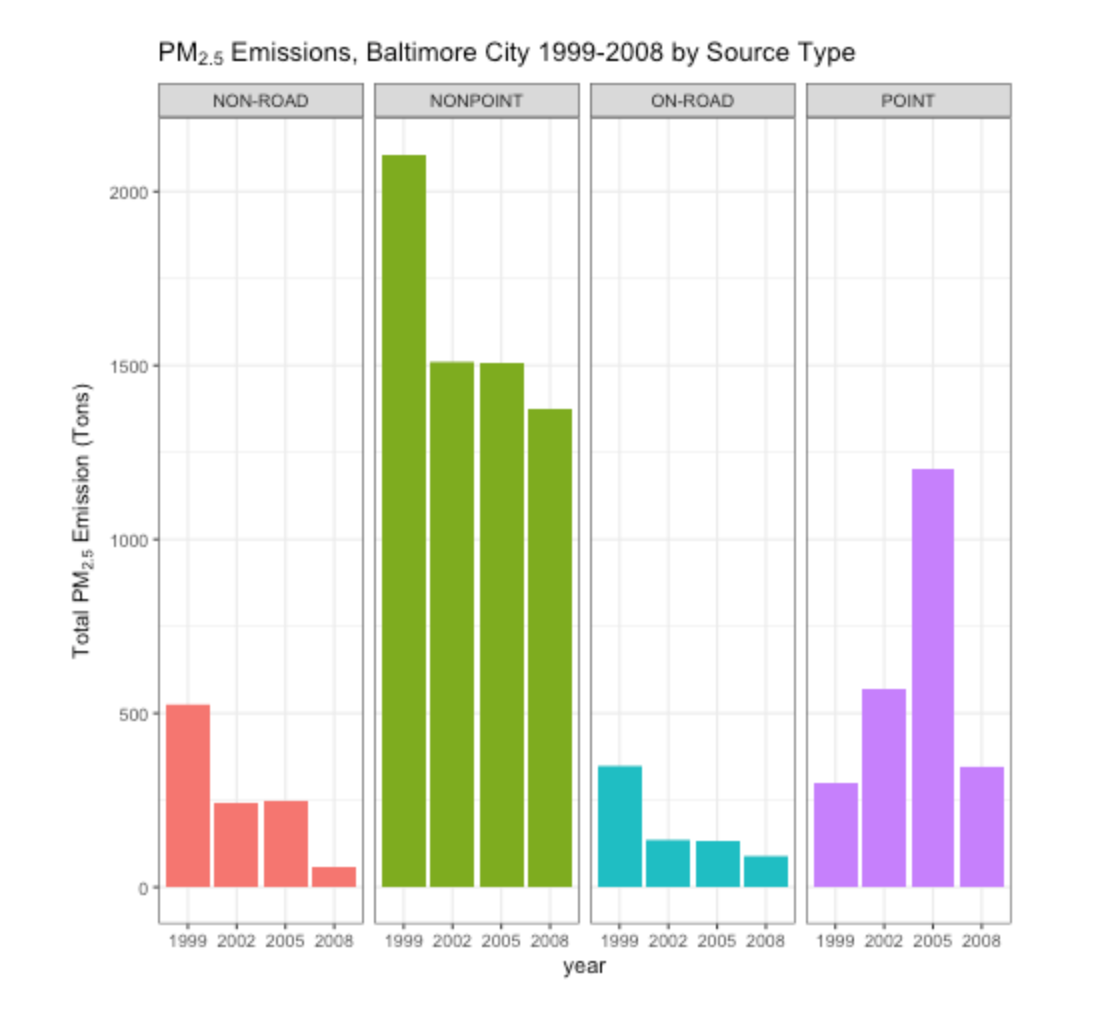 PM2.5 Emissions, Baltimore City 1999-2008 by Source Type
NON-ROAD NONPOINT ON-ROAD POINT
Total PM2.5 Emission (Tons)
2000
1500
1000
500
0
1999 2002 2005 2008 1999 2002 2005 2008 1999 2002 2005 2008 1999 2002 2005 2008
year